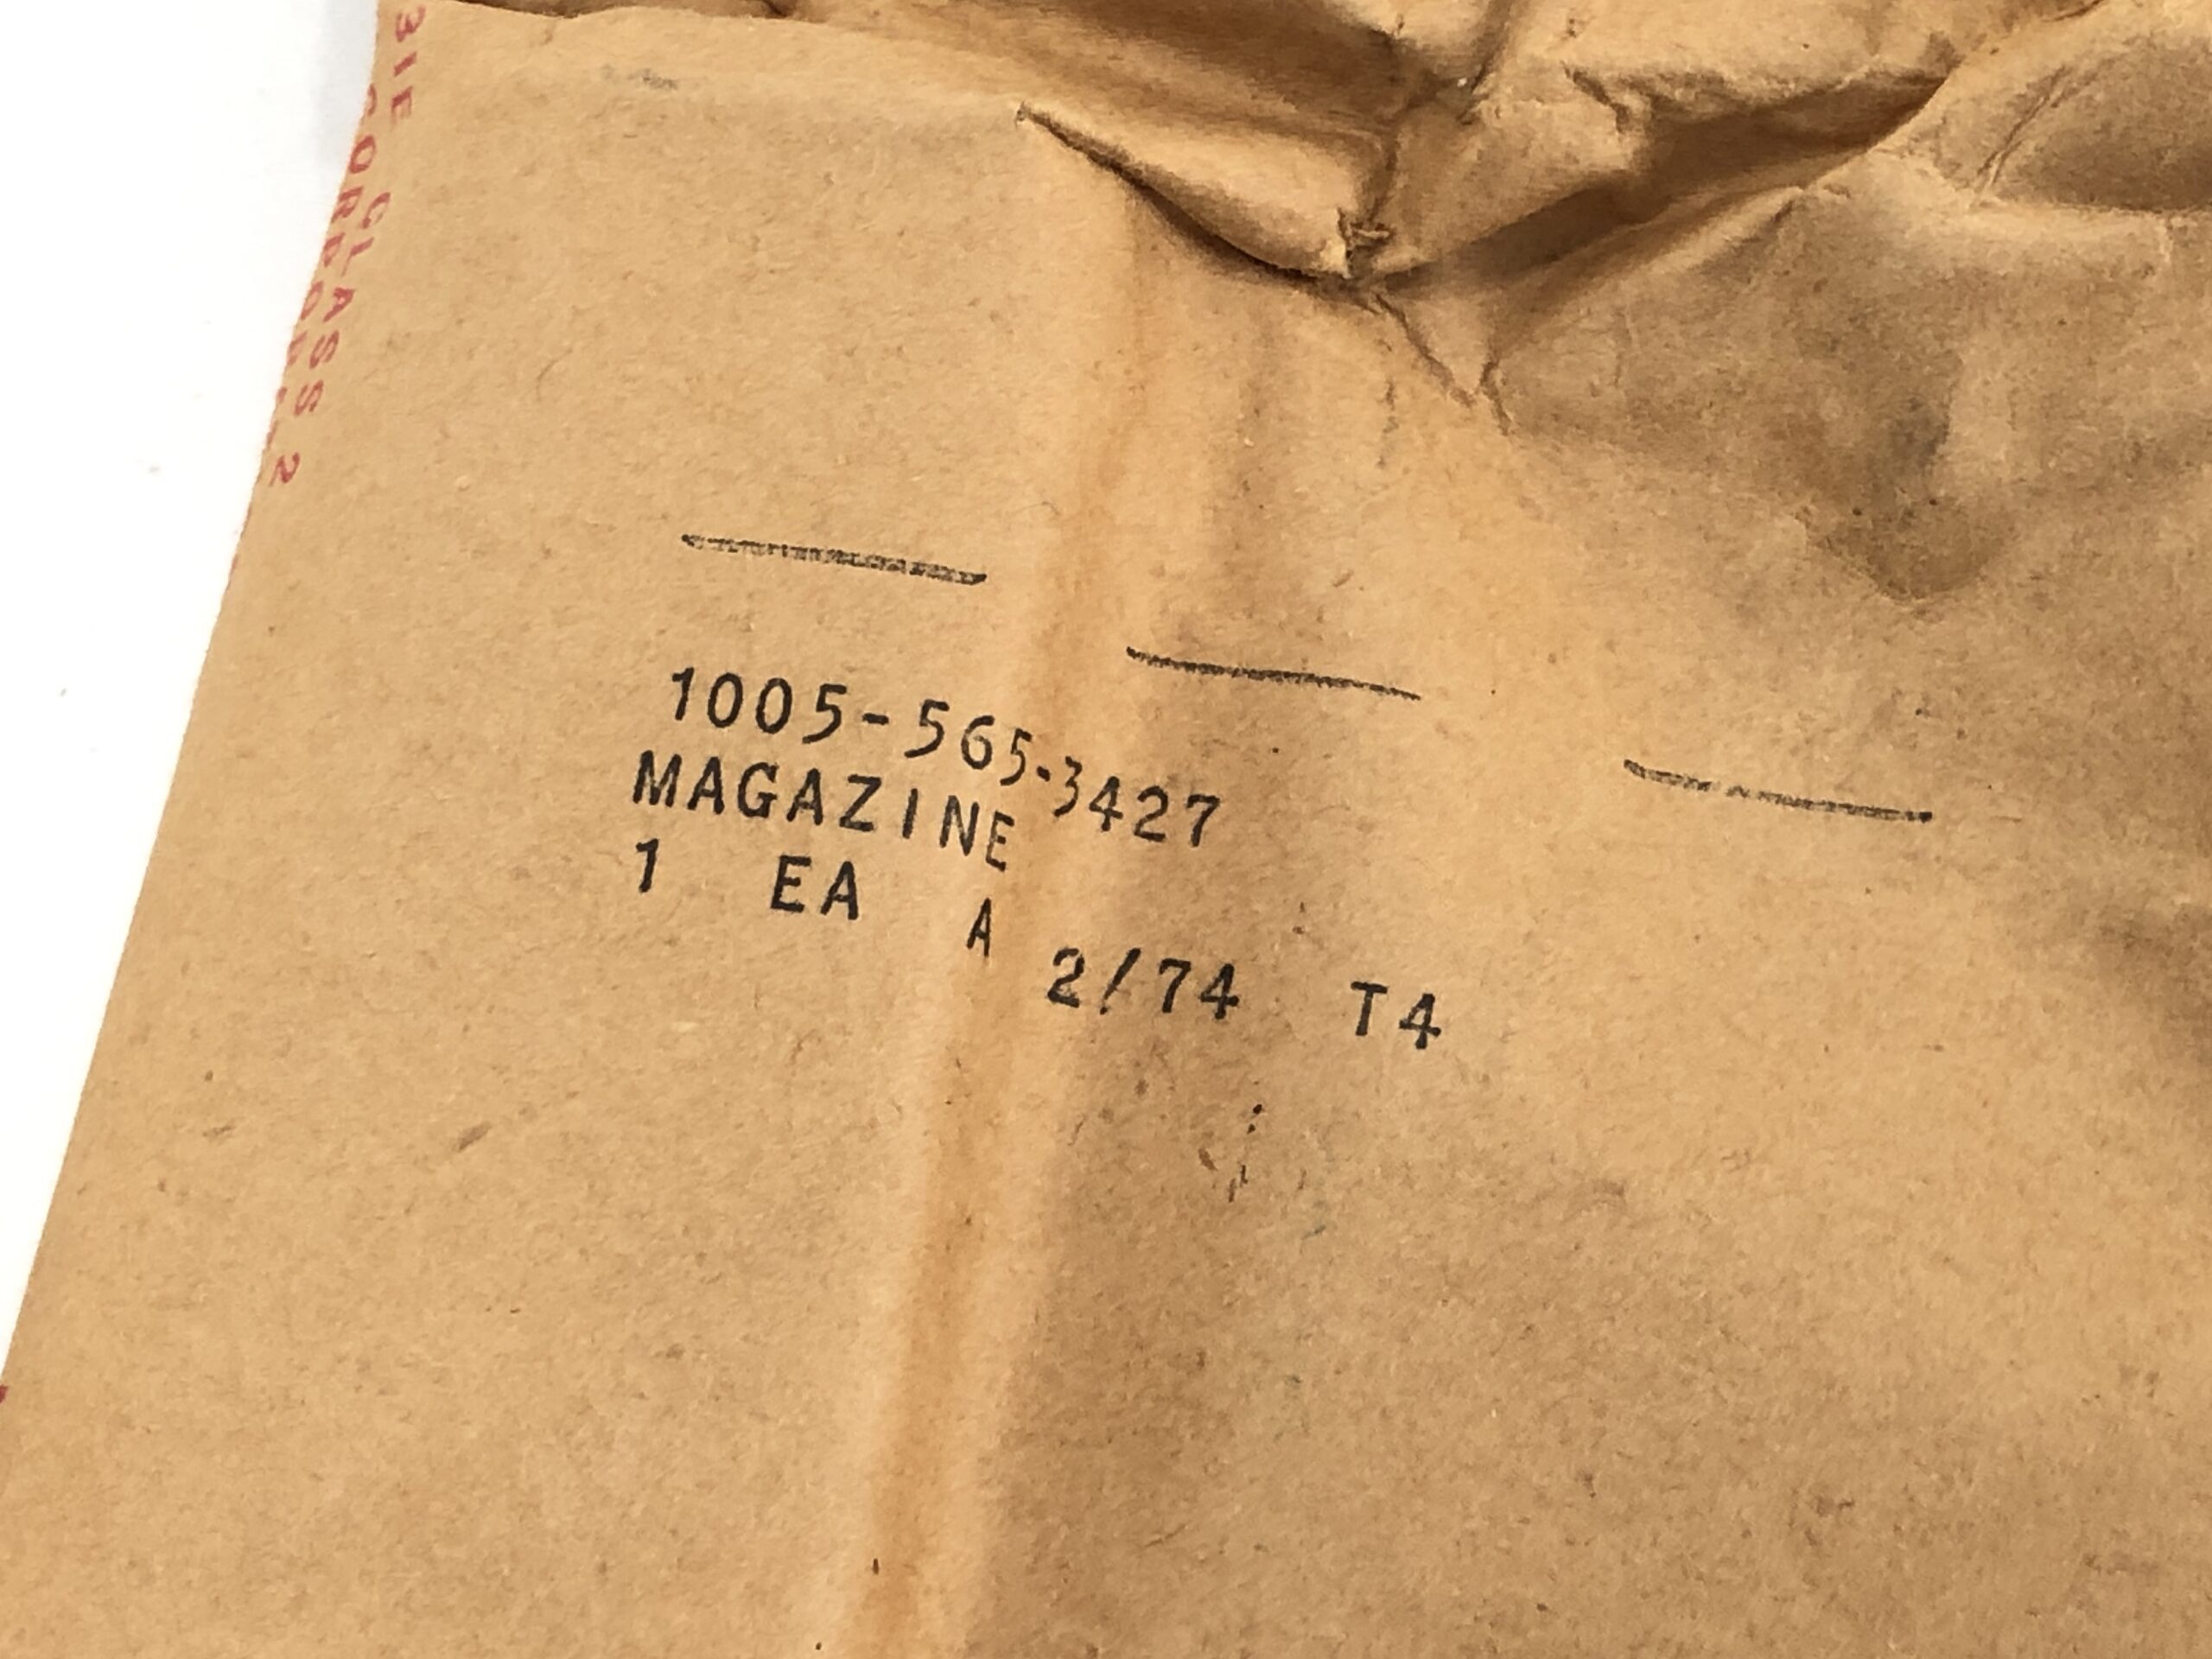 1005-565-3427
MAGAZINE
1 EA A 2/74 T4
CLASS 2